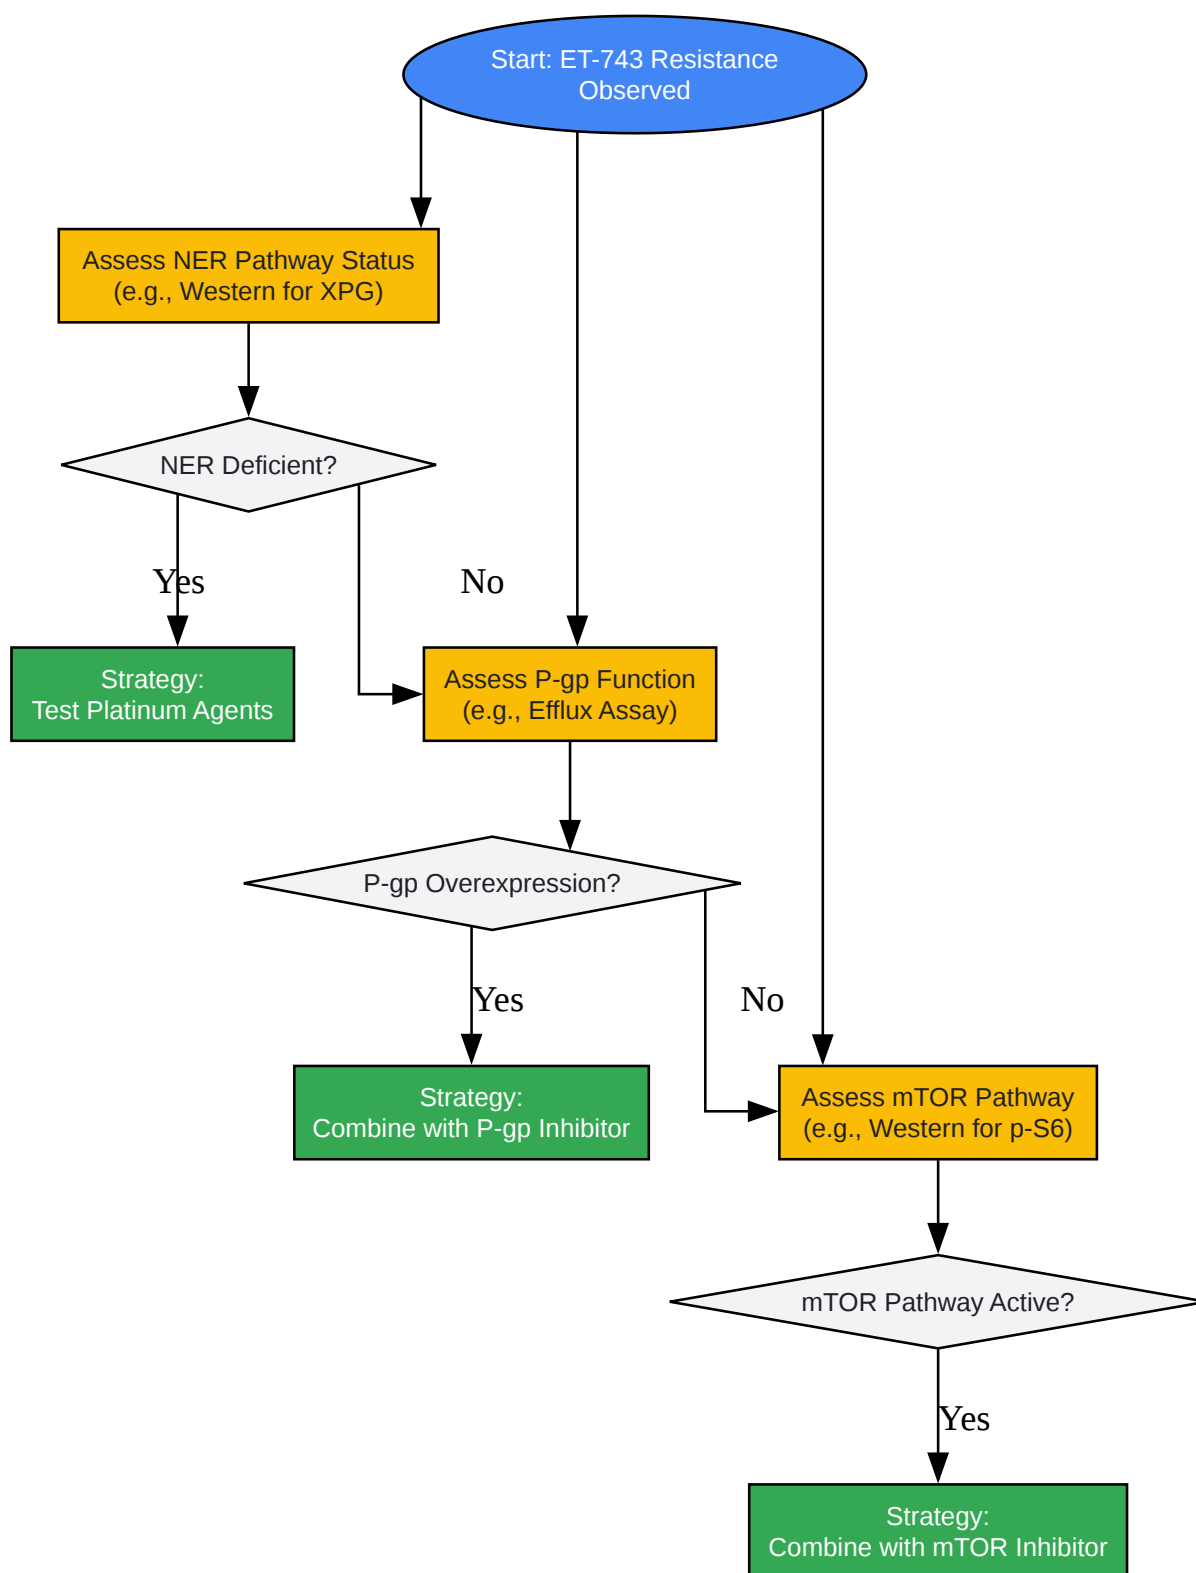 Start: ET-743 Resistance
Observed
Assess NER Pathway Status
(e.g., Western for XPG)
NER Deficient?
Yes
No
Strategy:
Test Platinum Agents
Assess P-gp Function
(e.g., Efflux Assay)
P-gp Overexpression?
Yes
No
Strategy:
Combine with P-gp Inhibitor
Assess mTOR Pathway
(e.g., Western for p-S6)
mTOR Pathway Active?
Yes
Strategy:
Combine with mTOR Inhibitor